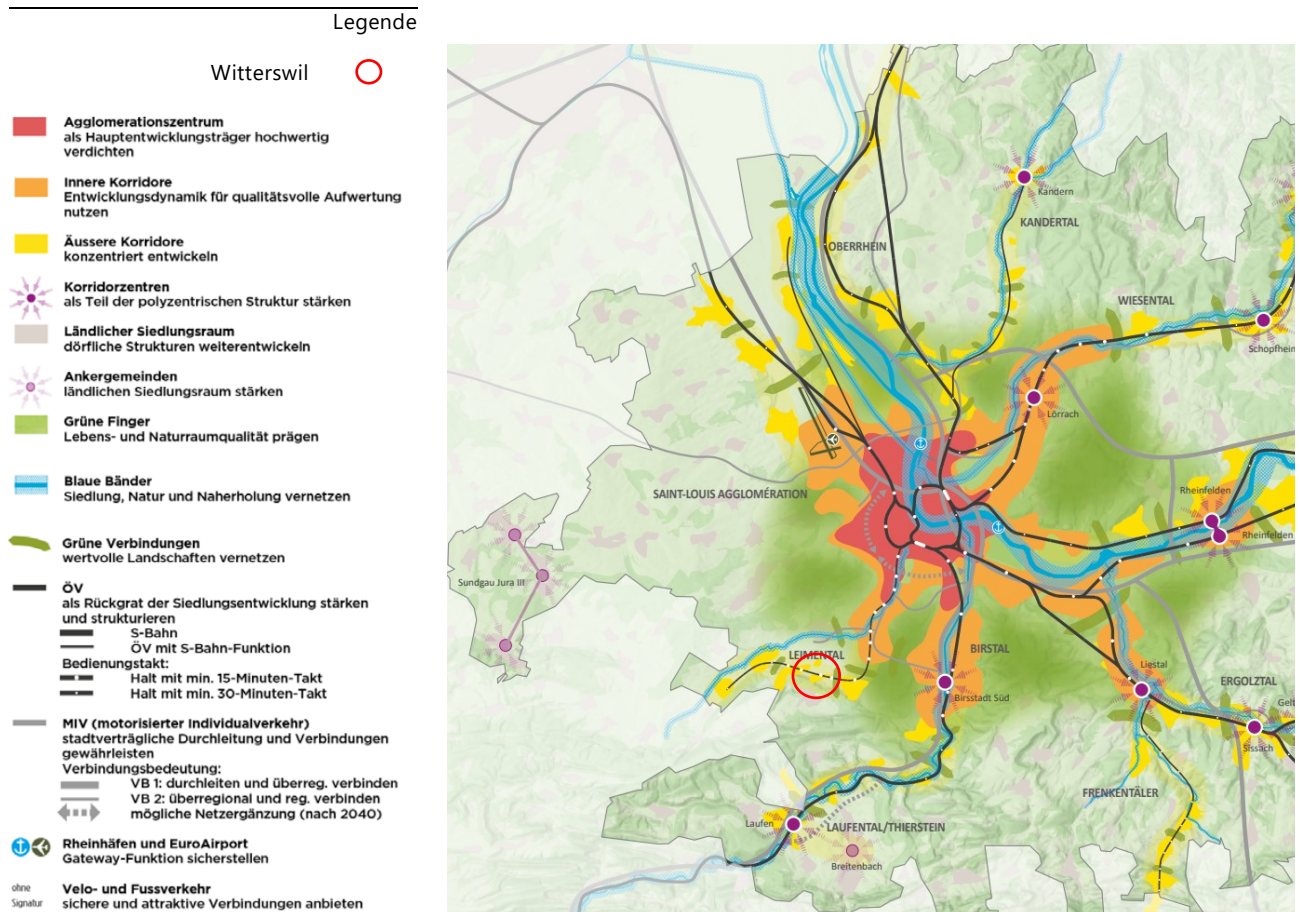 Legende
Witterswil
Agglomerationszentrum
als Hauptentwicklungsträger hochwertig
verdichten
Innere Korridore
Entwicklungsdynamik für qualitätsvolle Aufwertung
nutzen
Äussere Korridore
konzentriert entwickeln
Korridorzentren
als Teil der polyzentrischen Struktur stärken
Ländlicher Siedlungsraum
dörfliche Strukturen weiterentwickeln
Ankergemeinden
ländlichen Siedlungsraum stärken
Grüne Finger
Lebens- und Naturraumqualität prägen
Blaue Bänder
Siedlung, Natur und Naherholung vernetzen
Grüne Verbindungen
wertvolle Landschaften vernetzen
ÖV
als Rückgrat der Siedlungsentwicklung stärken
und strukturieren
S-Bahn
ÖV mit S-Bahn-Funktion
Bedienungstakt:
Halt mit min. 15-Minuten-Takt
Halt mit min. 30-Minuten-Takt
MIV (motorisierter Individualverkehr)
stadtverträgliche Durchleitung und Verbindungen
gewährleisten
Verbindungsbedeutung:
VB 1: durchleiten und überreg. verbinden
VB 2: überregional und reg. verbinden
mögliche Netzergänzung (nach 2040)
Rheinhäfen und EuroAirport
Gateway-Funktion sicherstellen
ohne
Signatur
Velo- und Fussverkehr
sichere und attraktive Verbindungen anbieten
Kandern
KANDERTAL
OBERRHEIN
WIESENTAL
Schopfheim
Lörrach
SAINT-LOUIS AGGLOMÉRATION
Rheinfelden
Rheinfelden
Sundgau Jura III
LEIMENTAL
BIRSTAL
Birsstadt Süd
Liestal
ERGOLZTAL
Gelt
Sissach
FRENKENTÄLER
Laufen
LAUFENTAL/THIERSTEIN
Breitenbach